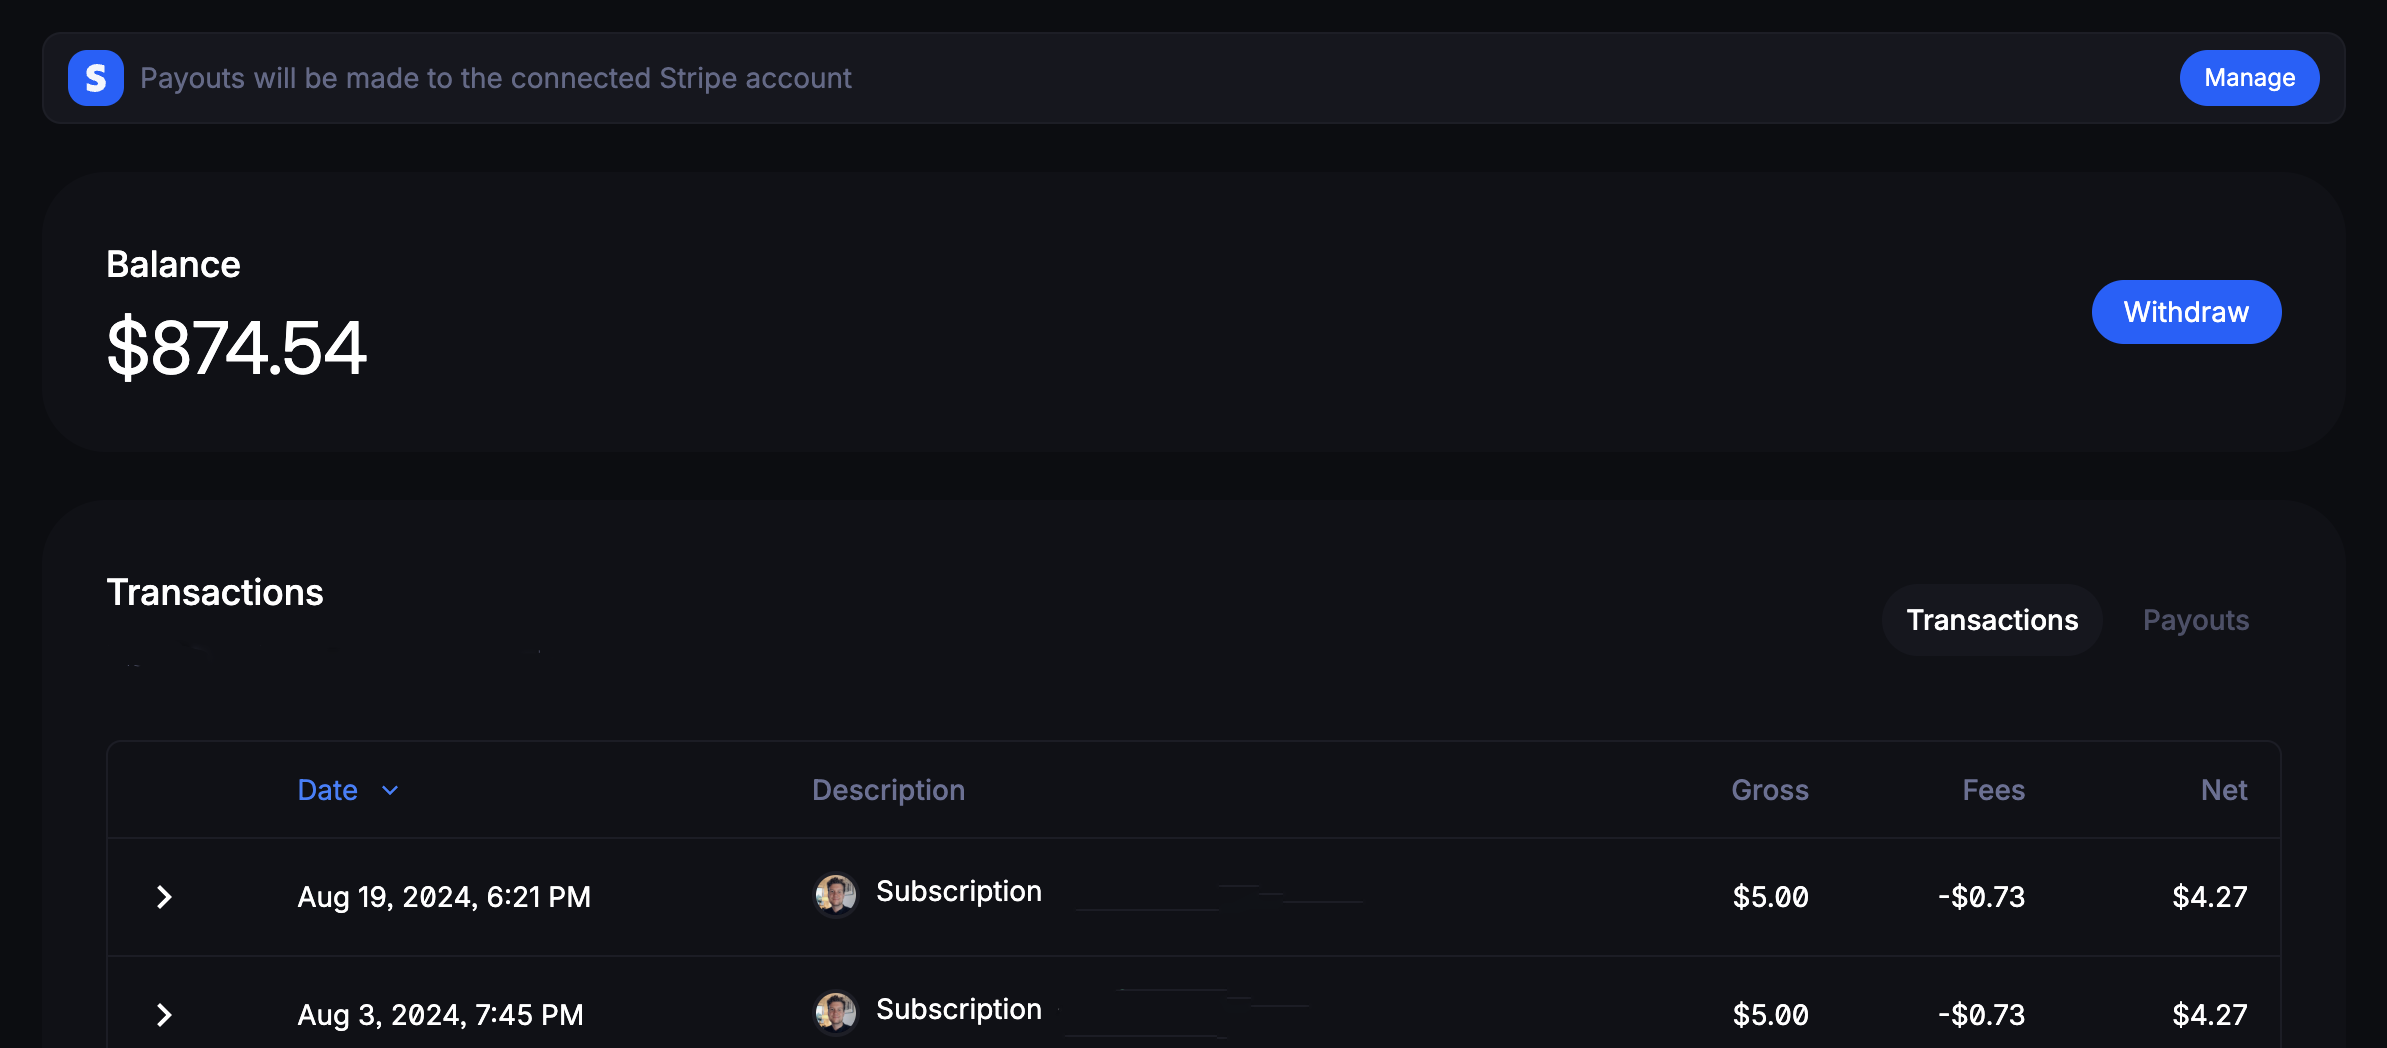 S Payouts will be made to the connected Stripe account Manage
Balance
$874.54
Withdraw
Transactions
Transactions Payouts
Date Description Gross Fees Net
Aug 19, 2024, 6:21 PM Subscription $5.00 -$0.73 $4.27
Aug 3, 2024, 7:45 PM Subscription $5.00 -$0.73 $4.27